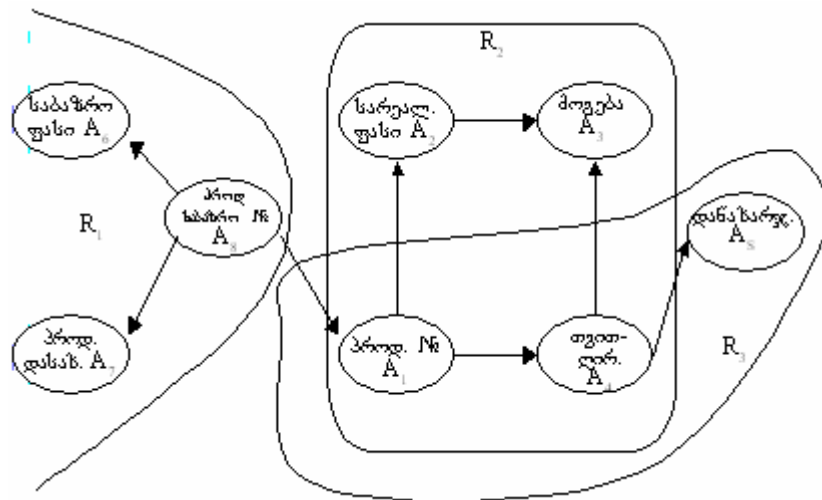 R₂
საბაზრო
ფასი A₆
სარეალ.
ფასი A₂
მოგება
A₃
პროდ
საბაზრო №
A₈
R₁
დანახარჯ.
A₅
პროდ.
დასახ. A₇
პროდ. №
A₁
თვით-
ღირ.
A₄
R₃